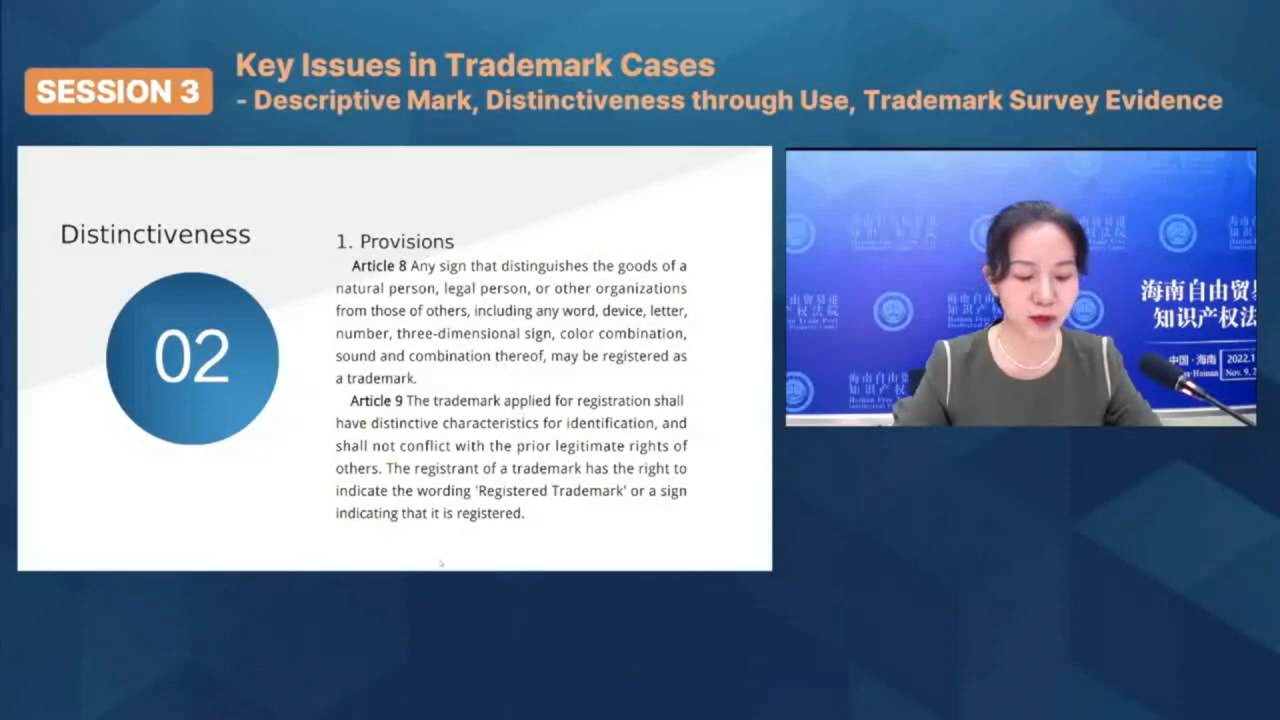 SESSION 3
Key Issues in Trademark Cases
- Descriptive Mark, Distinctiveness through Use, Trademark Survey Evidence
Distinctiveness
02
1. Provisions
Article 8 Any sign that distinguishes the goods of a
natural person, legal person, or other organizations
from those of others, including any word, device, letter,
number, three-dimensional sign, color combination,
sound and combination thereof, may be registered as
a trademark.
Article 9 The trademark applied for registration shall
have distinctive characteristics for identification, and
shall not conflict with the prior legitimate rights of
others. The registrant of a trademark has the right to
indicate the wording 'Registered Trademark' or a sign
indicating that it is registered.
海南自由贸易
知识产权法
中国·海南
2022.1
Hainan
Nov. 9, 2